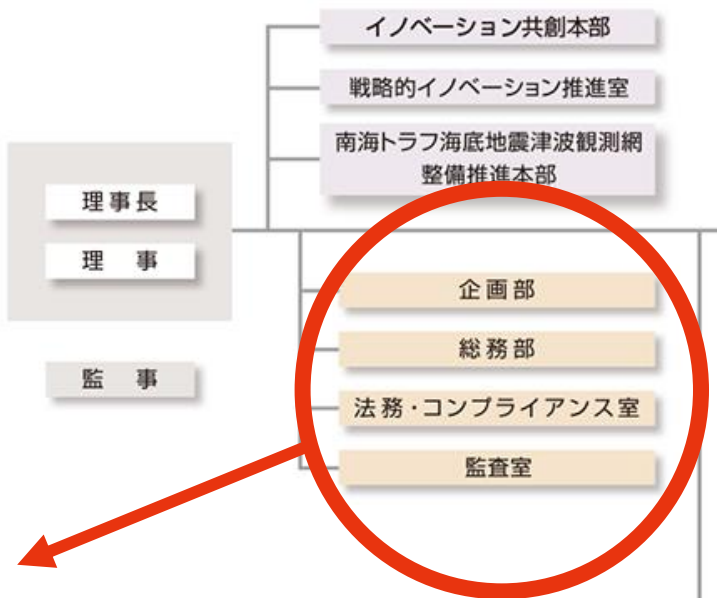 イノベーション共創本部
戦略的イノベーション推進室
南海トラフ海底地震津波観測網
整備推進本部
理事長
理　事
監　事
企画部
総務部
法務・コンプライアンス室
監査室